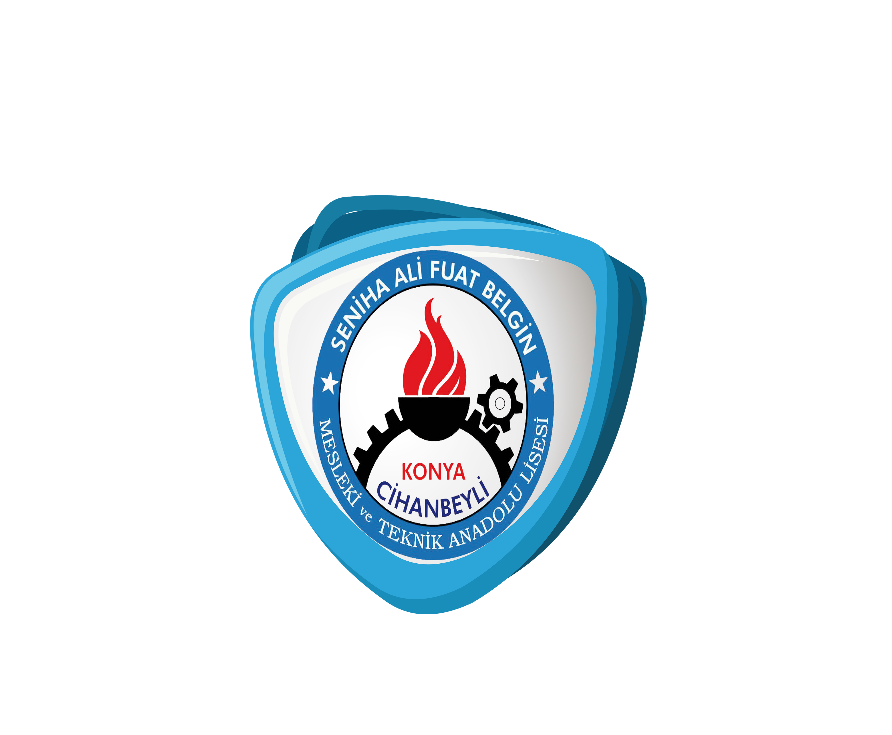 SENİHA ALİ FUAT BELGİN
KONYA
CİHANBEYLİ
MESLEKİ ve TEKNİK ANADOLU LİSESİ